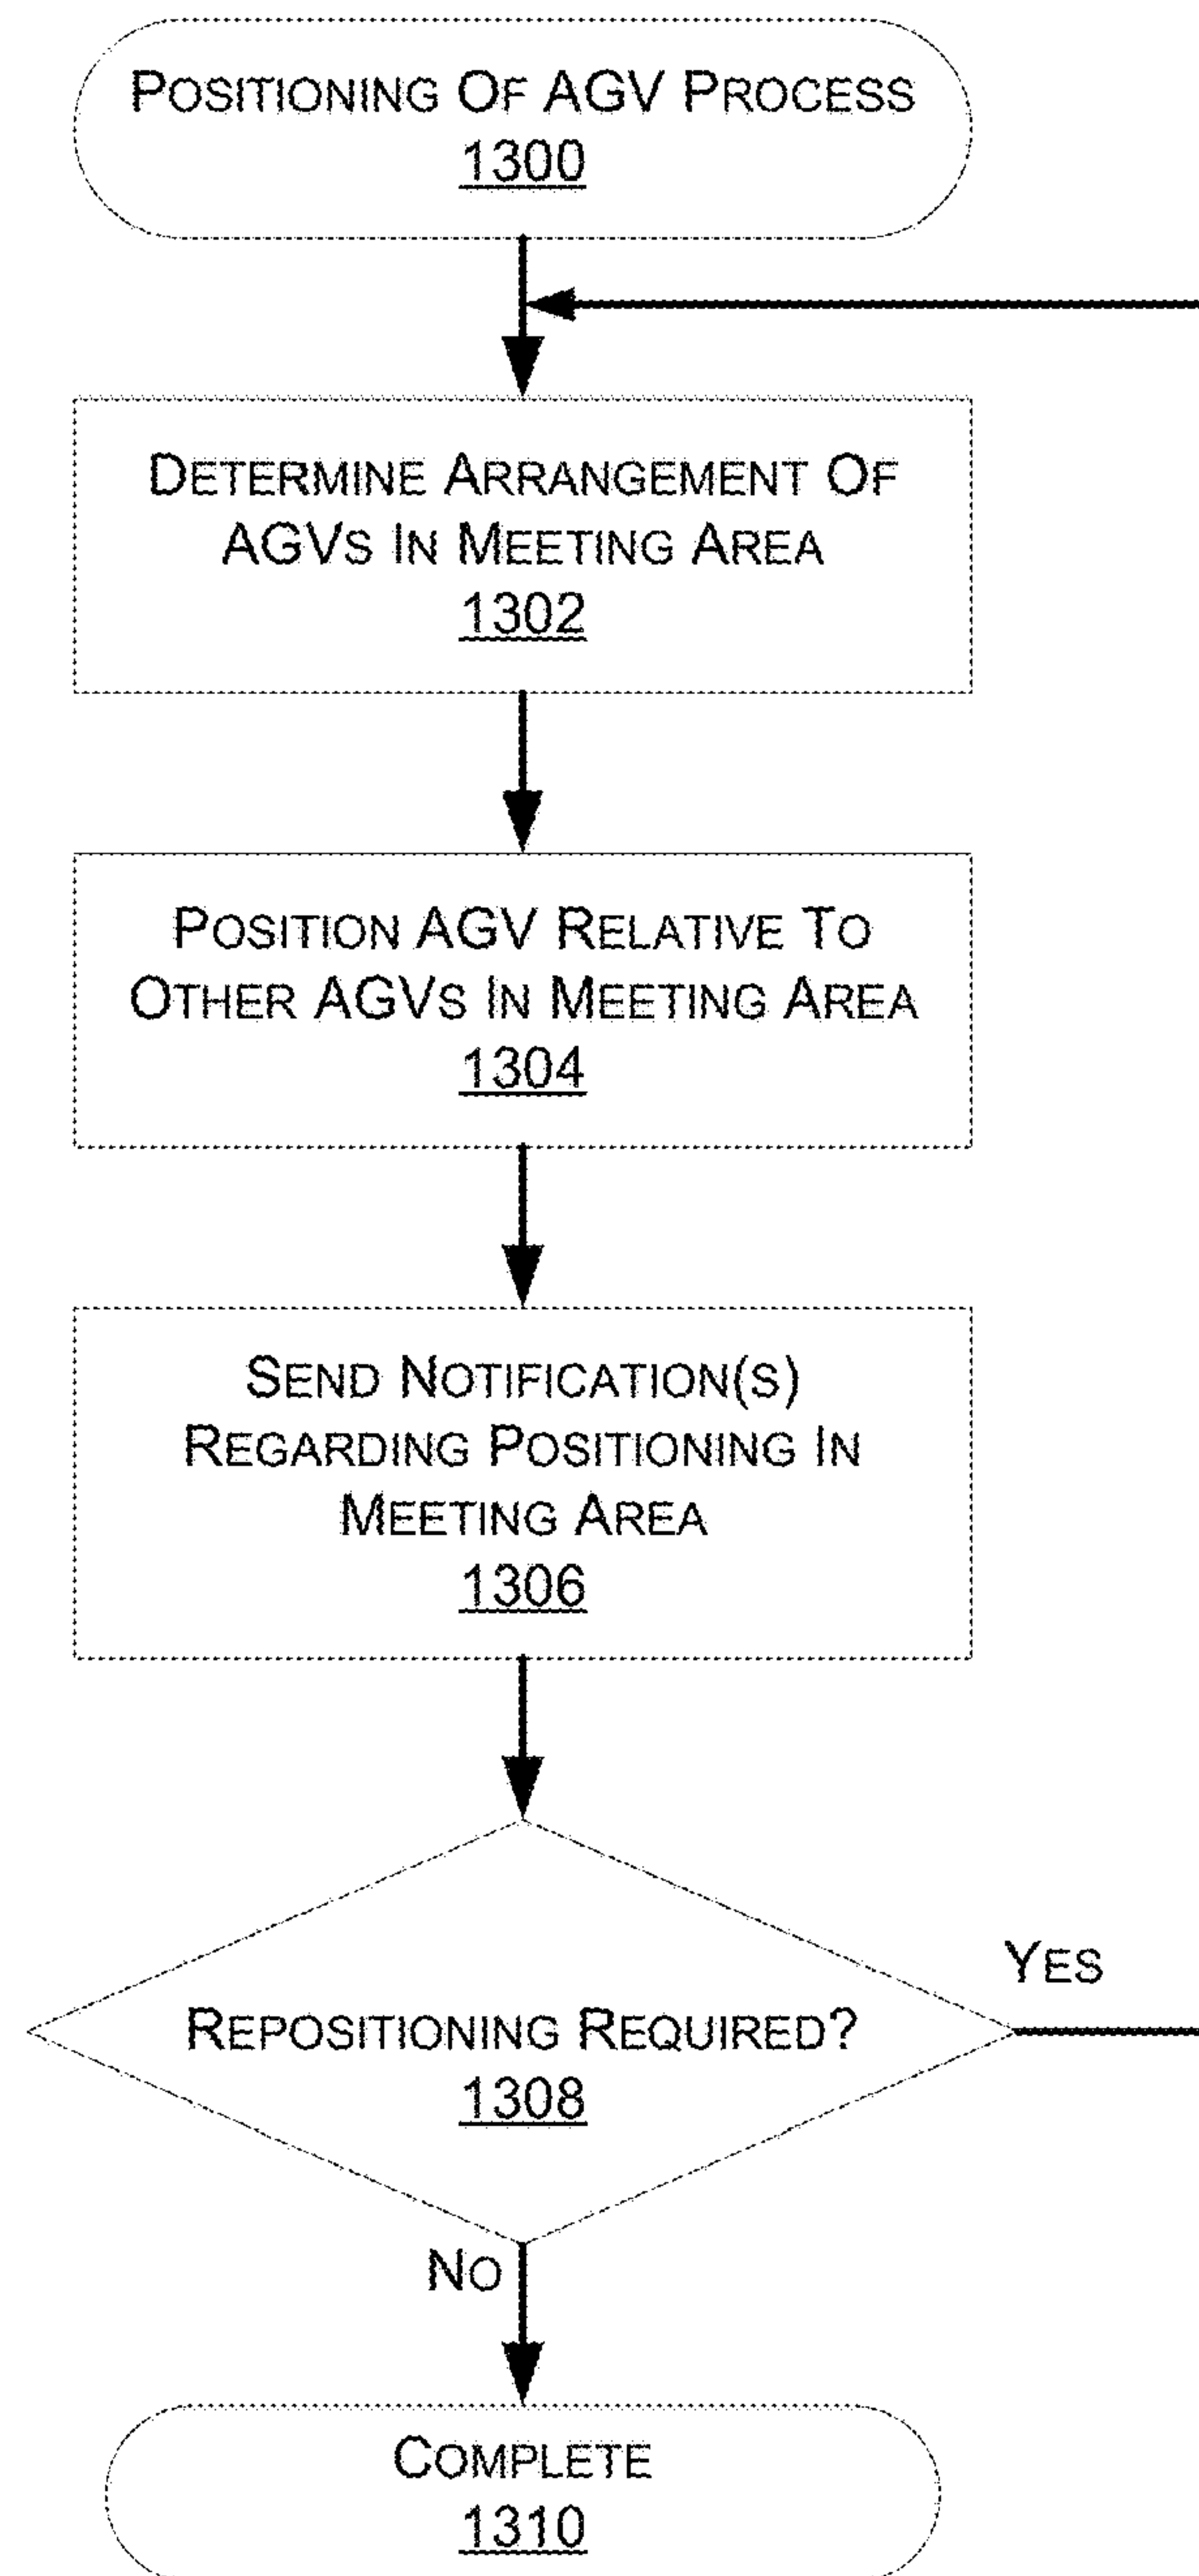 POSITIONING OF AGV PROCESS
1300
DETERMINE ARRANGEMENT OF
AGVS IN MEETING AREA
1302
POSITION AGV RELATIVE TO
OTHER AGVS IN MEETING AREA
1304
SEND NOTIFICATION(S)
REGARDING POSITIONING IN
MEETING AREA
1306
YES
REPOSITIONING REQUIRED?
1308
NO
COMPLETE
1310